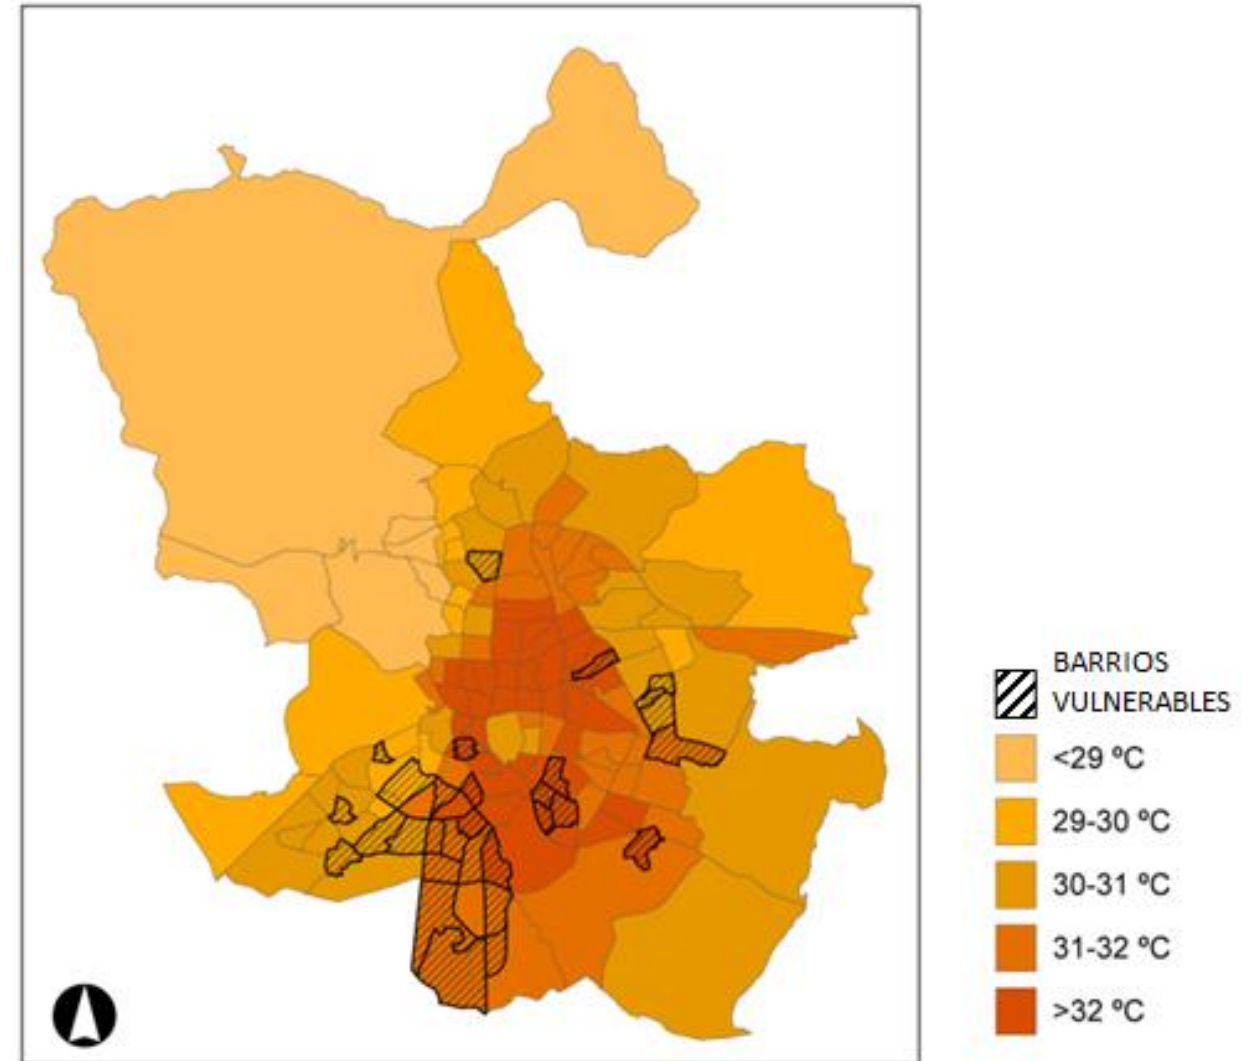 BARRIOS
VULNERABLES
<29 ºC
29-30 ºC
30-31 ºC
31-32 ºC
>32 ºC